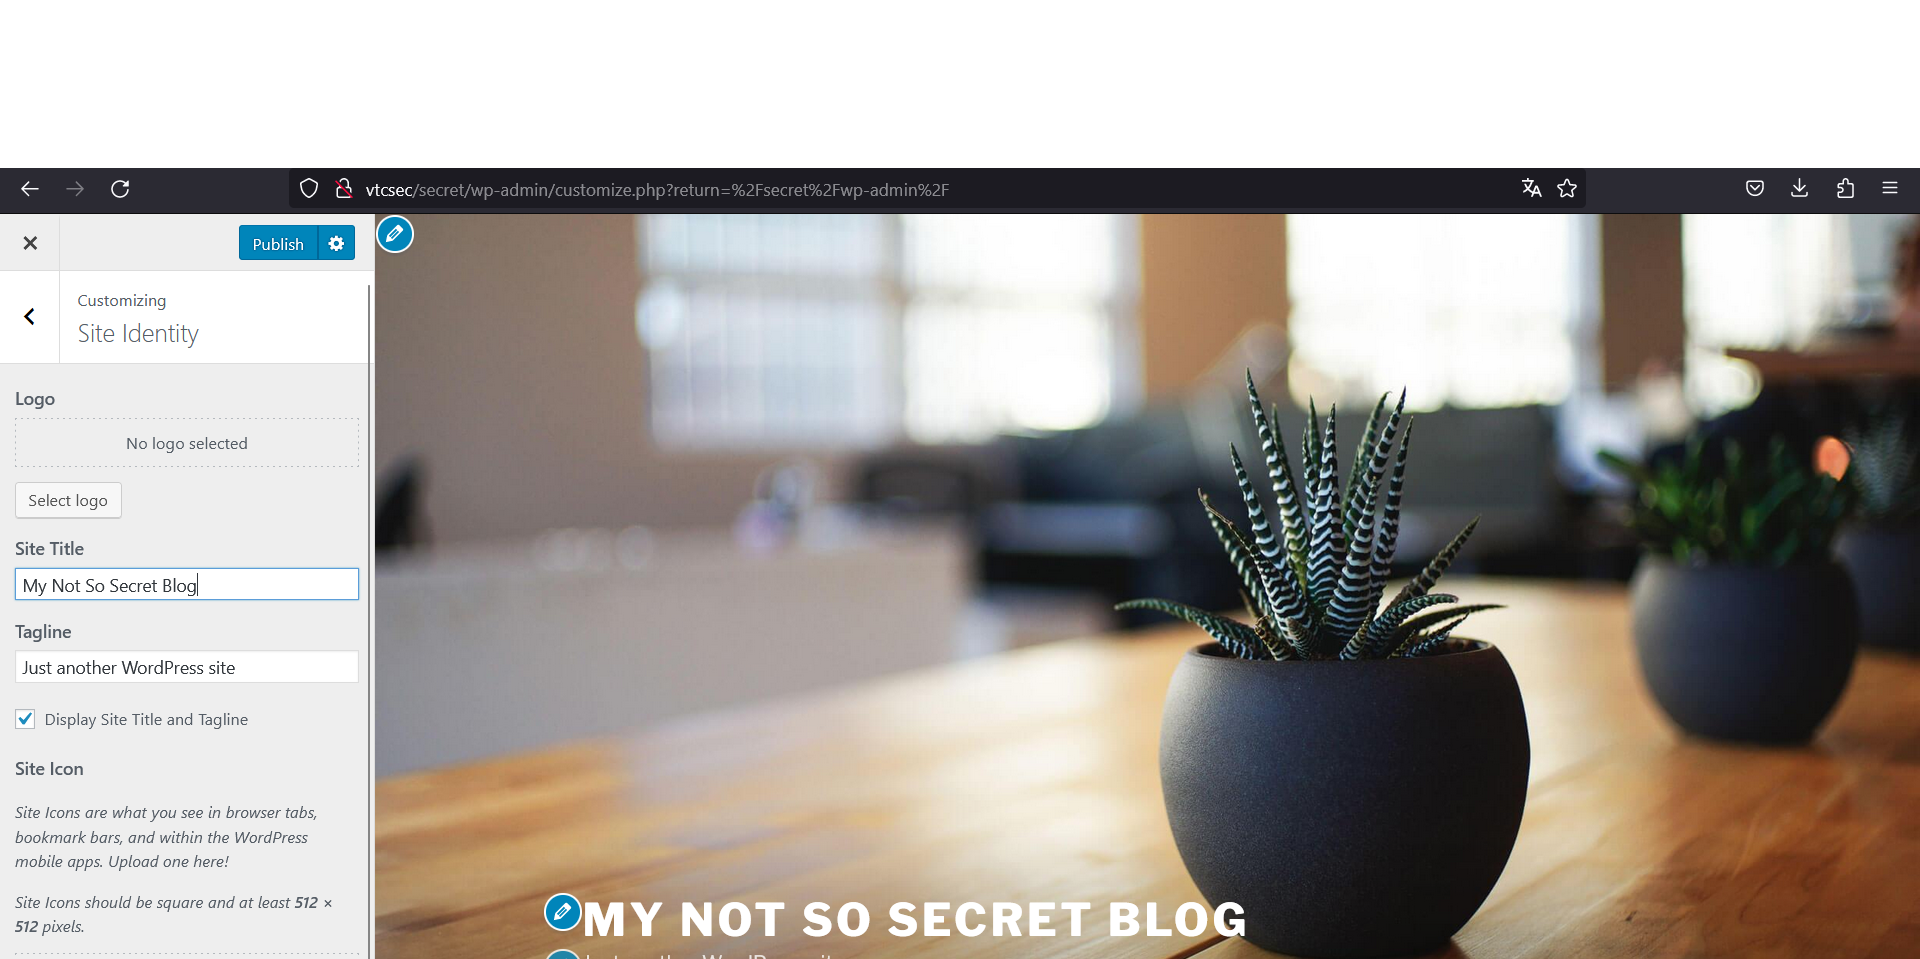 vtcsec/secret/wp-admin/customize.php?return=%2Fsecret%2Fwp-admin%2F
Publish
Customizing
Site Identity
Logo
No logo selected
Select logo
Site Title
My Not So Secret Blog
Tagline
Just another WordPress site
Display Site Title and Tagline
Site Icon
Site Icons are what you see in browser tabs,
bookmark bars, and within the WordPress
mobile apps. Upload one here!
Site Icons should be square and at least 512 ×
512 pixels.
MY NOT SO SECRET BLOG
Just another WordPress site